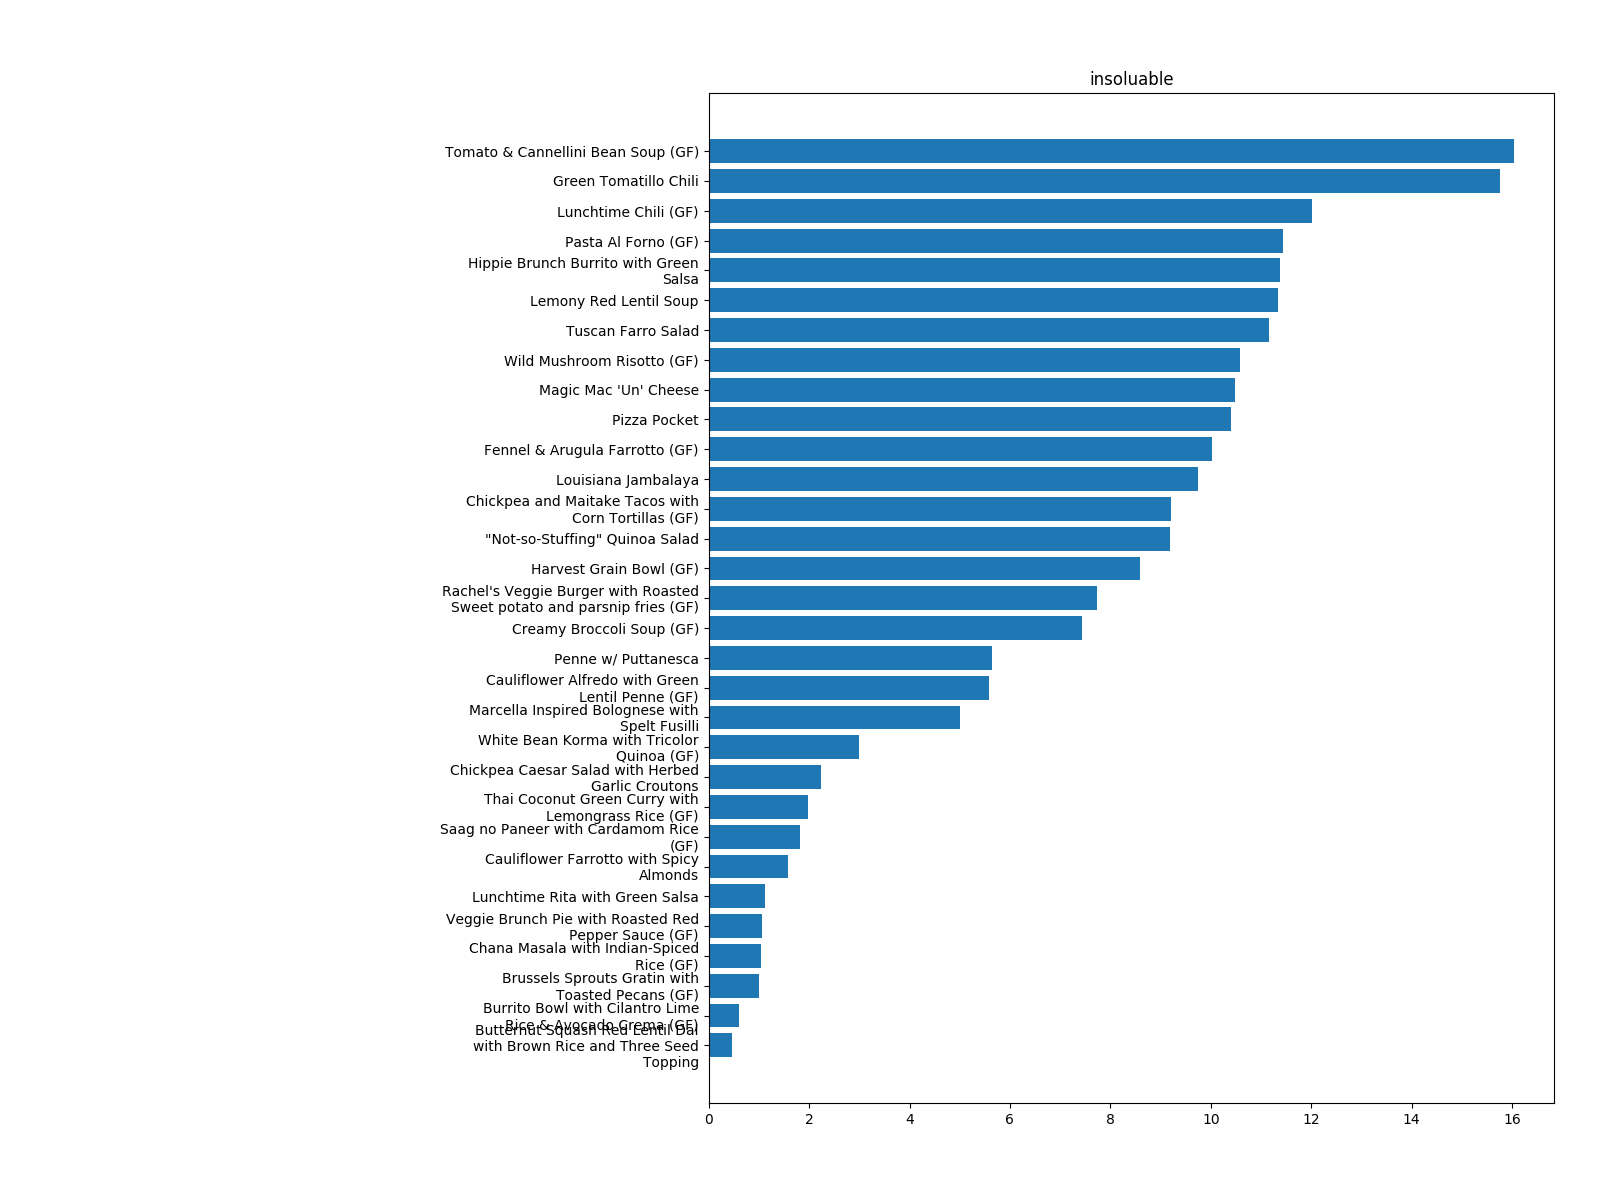 insoluable
Tomato & Cannellini Bean Soup (GF)
Green Tomatillo Chili
Lunchtime Chili (GF)
Pasta Al Forno (GF)
Hippie Brunch Burrito with Green
Salsa
Lemony Red Lentil Soup
Tuscan Farro Salad
Wild Mushroom Risotto (GF)
Magic Mac 'Un' Cheese
Pizza Pocket
Fennel & Arugula Farrotto (GF)
Louisiana Jambalaya
Chickpea and Maitake Tacos with
Corn Tortillas (GF)
"Not-so-Stuffing" Quinoa Salad
Harvest Grain Bowl (GF)
Rachel's Veggie Burger with Roasted
Sweet potato and parsnip fries (GF)
Creamy Broccoli Soup (GF)
Penne w/ Puttanesca
Cauliflower Alfredo with Green
Lentil Penne (GF)
Marcella Inspired Bolognese with
Spelt Fusilli
White Bean Korma with Tricolor
Quinoa (GF)
Chickpea Caesar Salad with Herbed
Garlic Croutons
Thai Coconut Green Curry with
Lemongrass Rice (GF)
Saag no Paneer with Cardamom Rice
(GF)
Cauliflower Farrotto with Spicy
Almonds
Lunchtime Rita with Green Salsa
Veggie Brunch Pie with Roasted Red
Pepper Sauce (GF)
Chana Masala with Indian-Spiced
Rice (GF)
Brussels Sprouts Gratin with
Toasted Pecans (GF)
Burrito Bowl with Cilantro Lime
Rice & Avocado Crema (GF)
Butternut Squash Red Lentil Dal
with Brown Rice and Three Seed
Topping
0 2 4 6 8 10 12 14 16